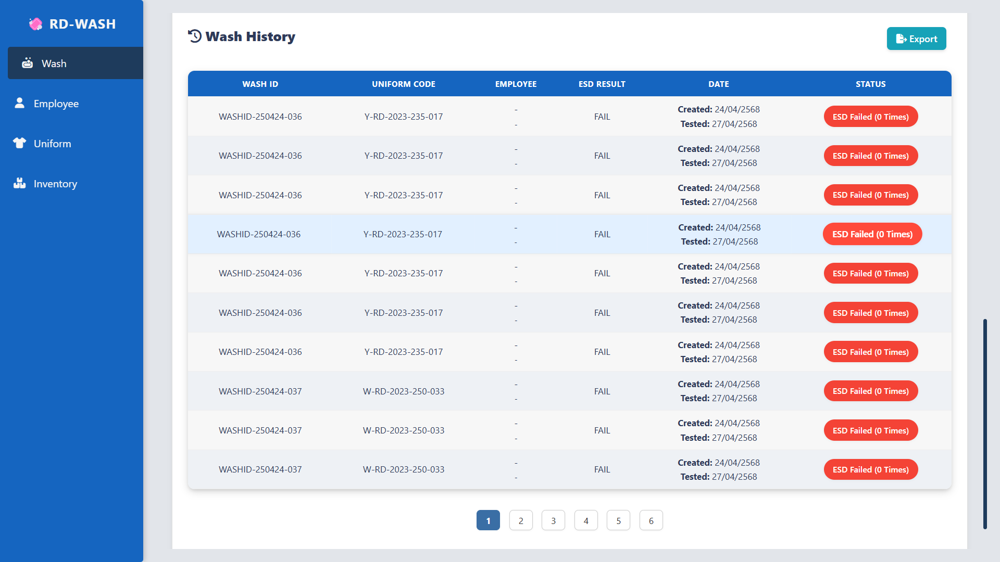 RD-WASH
Wash
Employee
Uniform
Inventory
Wash History
Export
WASH ID UNIFORM CODE EMPLOYEE ESD RESULT DATE STATUS
WASHID-250424-036 Y-RD-2023-235-017 - - FAIL Created: 24/04/2568 Tested: 27/04/2568 ESD Failed (0 Times)
WASHID-250424-036 Y-RD-2023-235-017 - - FAIL Created: 24/04/2568 Tested: 27/04/2568 ESD Failed (0 Times)
WASHID-250424-036 Y-RD-2023-235-017 - - FAIL Created: 24/04/2568 Tested: 27/04/2568 ESD Failed (0 Times)
WASHID-250424-036 Y-RD-2023-235-017 - - FAIL Created: 24/04/2568 Tested: 27/04/2568 ESD Failed (0 Times)
WASHID-250424-036 Y-RD-2023-235-017 - - FAIL Created: 24/04/2568 Tested: 27/04/2568 ESD Failed (0 Times)
WASHID-250424-036 Y-RD-2023-235-017 - - FAIL Created: 24/04/2568 Tested: 27/04/2568 ESD Failed (0 Times)
WASHID-250424-036 Y-RD-2023-235-017 - - FAIL Created: 24/04/2568 Tested: 27/04/2568 ESD Failed (0 Times)
WASHID-250424-037 W-RD-2023-250-033 - - FAIL Created: 24/04/2568 Tested: 27/04/2568 ESD Failed (0 Times)
WASHID-250424-037 W-RD-2023-250-033 - - FAIL Created: 24/04/2568 Tested: 27/04/2568 ESD Failed (0 Times)
WASHID-250424-037 W-RD-2023-250-033 - - FAIL Created: 24/04/2568 Tested: 27/04/2568 ESD Failed (0 Times)
1 2 3 4 5 6